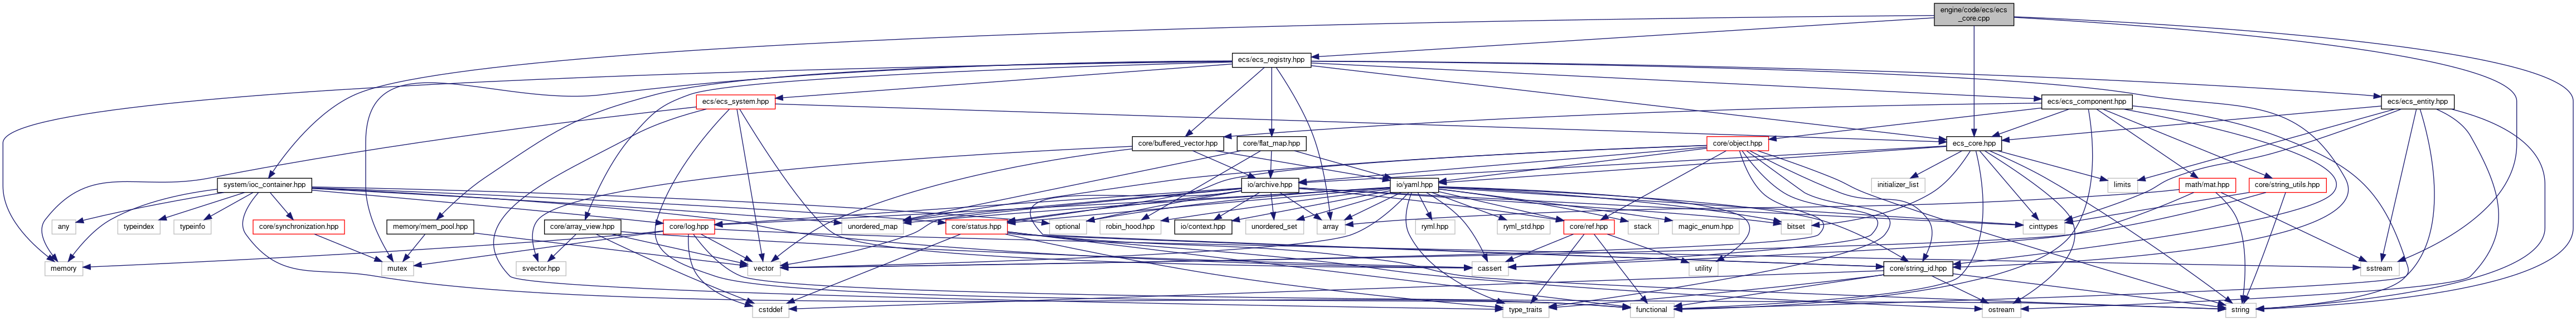 engine/code/ecs/ecs
_core.cpp
ecs/ecs_registry.hpp
ecs/ecs_system.hpp
ecs/ecs_component.hpp
ecs/ecs_entity.hpp
core/buffered_vector.hpp
core/flat_map.hpp
core/object.hpp
ecs_core.hpp
system/ioc_container.hpp
io/archive.hpp
io/yaml.hpp
initializer_list
limits
math/mat.hpp
core/string_utils.hpp
any
typeindex
typeinfo
core/synchronization.hpp
memory/mem_pool.hpp
core/array_view.hpp
core/log.hpp
unordered_map
core/status.hpp
optional
robin_hood.hpp
io/context.hpp
unordered_set
array
ryml.hpp
ryml_std.hpp
core/ref.hpp
stack
magic_enum.hpp
bitset
cinttypes
memory
mutex
svector.hpp
vector
cassert
utility
core/string_id.hpp
sstream
cstddef
type_traits
functional
ostream
string